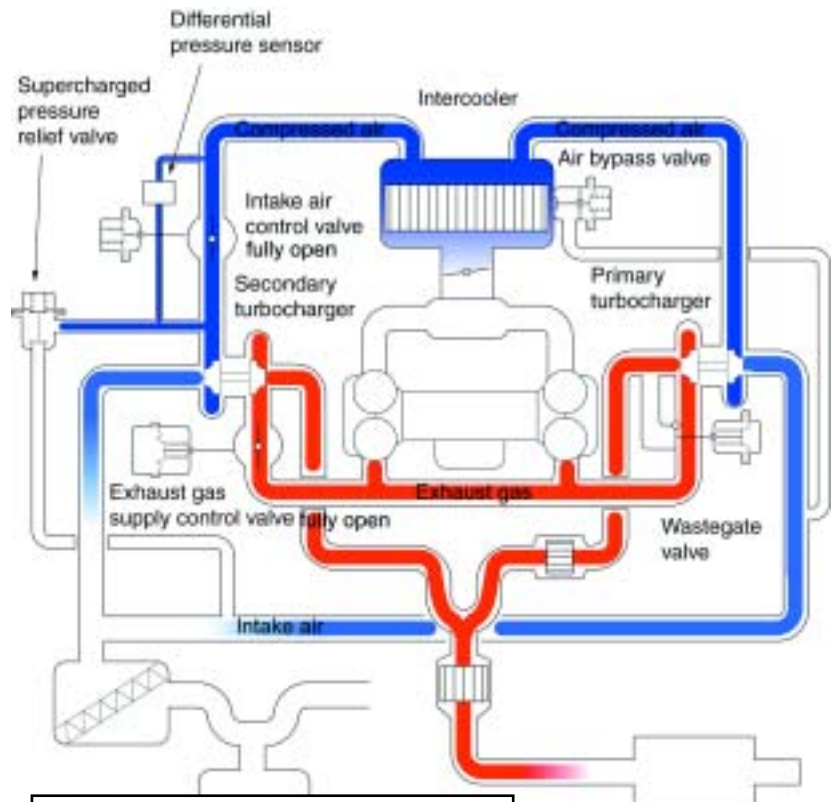 Differential
pressure sensor
Supercharged
pressure
relief valve
Intercooler
Compressed air
Compressed air
Air bypass valve
Intake air
control valve
fully open
Secondary
turbocharger
Primary
turbocharger
Exhaust gas
Exhaust gas
supply control valve fully open
Wastegate
valve
Intake air